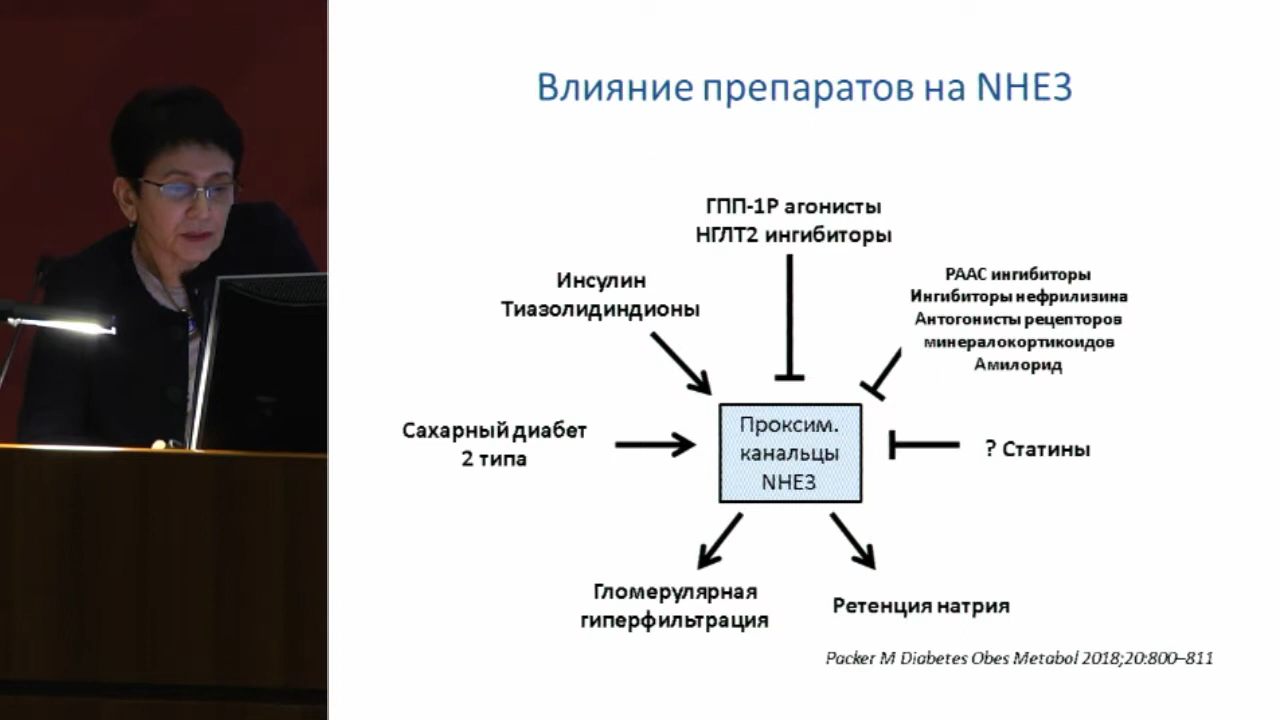 Влияние препаратов на NHE3
ГПП-1Р агонисты
НГЛТ2 ингибиторы
Инсулин
Тиазолидиндионы
РААС ингибиторы
Ингибиторы нефрилизина
Антогонисты рецепторов
минералокортикоидов
Амилорид
Сахарный диабет
2 типа
Проксим.
канальцы
NHE3
? Статины
Гломерулярная
гиперфильтрация
Ретенция натрия
Packer M Diabetes Obes Metabol 2018;20:800–811